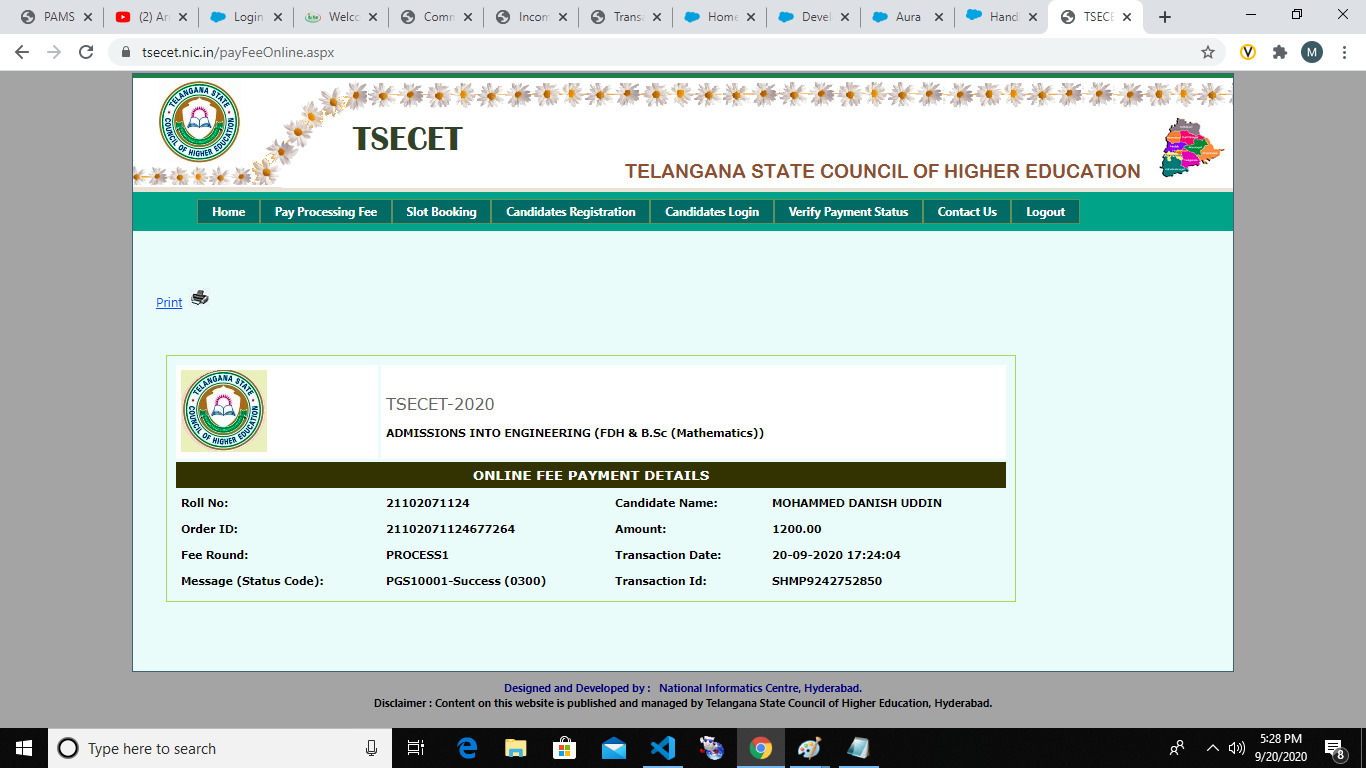 PAMS
(2) Ar
Login
Welco
Comm
Incom
Trans
Home
Devel
Aura
Hand
TSECE
tsecet.nic.in/payFeeOnline.aspx
V
M
TELANGANA STATE COUNCIL OF HIGHER EDUCATION
TSECET
TELANGANA STATE COUNCIL OF HIGHER EDUCATION
Home Pay Processing Fee Slot Booking Candidates Registration Candidates Login Verify Payment Status Contact Us Logout
Print
TELANGANA STATE COUNCIL OF HIGHER EDUCATION
TSECET-2020
ADMISSIONS INTO ENGINEERING (FDH & B.Sc (Mathematics))
ONLINE FEE PAYMENT DETAILS
Roll No: 21102071124 Candidate Name: MOHAMMED DANISH UDDIN
Order ID: 21102071124677264 Amount: 1200.00
Fee Round: PROCESS1 Transaction Date: 20-09-2020 17:24:04
Message (Status Code): PGS10001-Success (0300) Transaction Id: SHMP9242752850
Designed and Developed by : National Informatics Centre, Hyderabad.
Disclaimer : Content on this website is published and managed by Telangana State Council of Higher Education, Hyderabad.
Type here to search
5:28 PM
9/20/2020
8